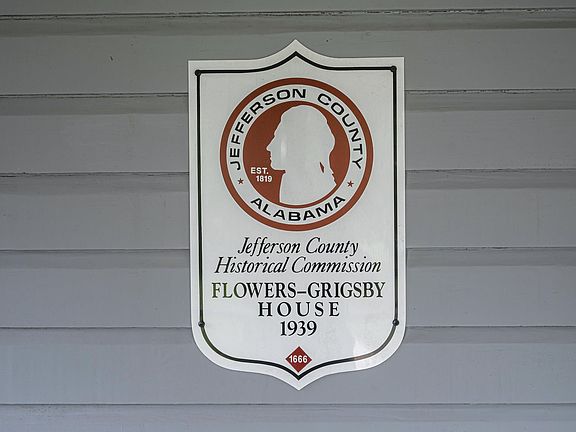 JEFFERSON COUNTY
EST.
1819
ALABAMA
Jefferson County
Historical Commission
FLOWERS–GRIGSBY
HOUSE
1939
1666